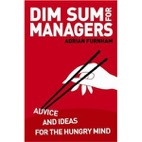 DIM SUM FOR
MANAGERS
ADRIAN FURNHAM
ADVICE
AND IDEAS
FOR THE HUNGRY MIND